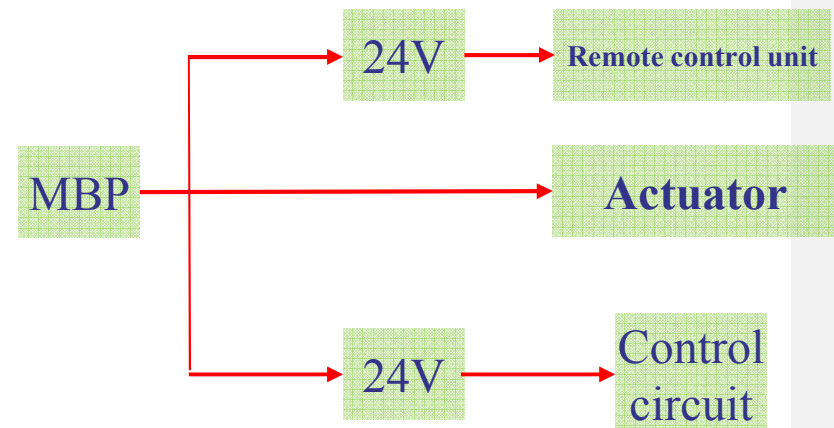 24V
Remote control unit
MBP
Actuator
24V
Control
circuit